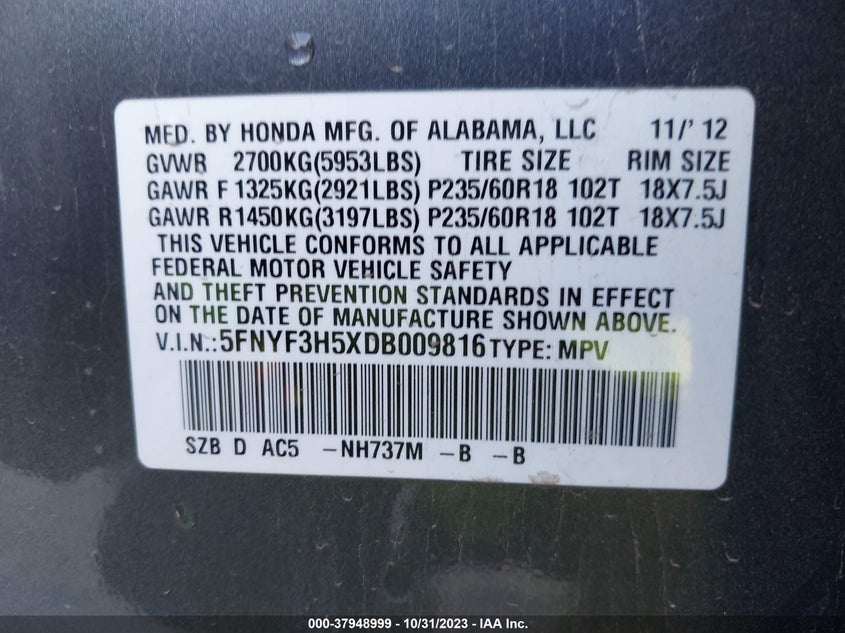 MED. BY HONDA MFG. OF ALABAMA, LLC 11/' 12
GVWR 2700KG(5953LBS) TIRE SIZE RIM SIZE
GAWR F 1325KG(2921LBS) P235/60R18 102T 18X7.5J
GAWR R1450KG(3197LBS) P235/60R18 102T 18X7.5J
THIS VEHICLE CONFORMS TO ALL APPLICABLE
FEDERAL MOTOR VEHICLE SAFETY
AND THEFT PREVENTION STANDARDS IN EFFECT
ON THE DATE OF MANUFACTURE SHOWN ABOVE.
V.I.N.:5FNYF3H5XDB009816 TYPE: MPV
SZB D AC5 -NH737M -B -B
000-37948999 - 10/31/2023 - IAA Inc.